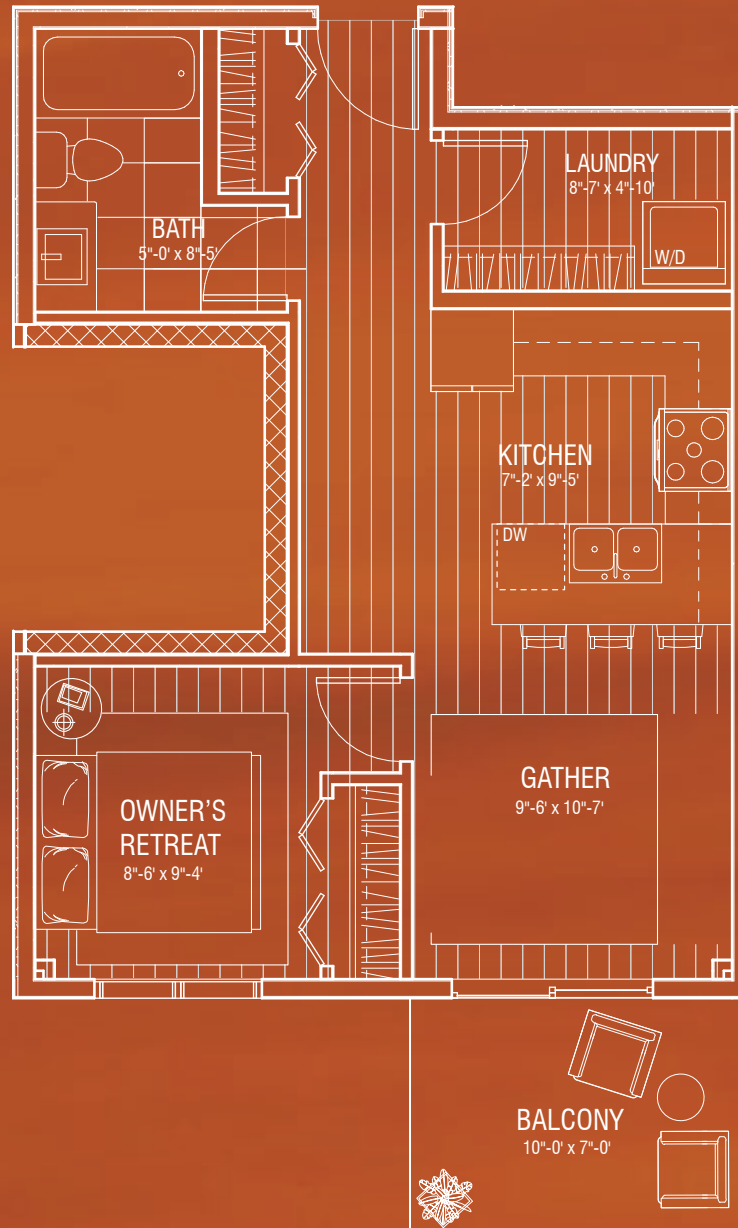 LAUNDRY
8"-7' x 4"-10'
W/D
BATH
5"-0' x 8"-5'
KITCHEN
7"-2' x 9"-5'
DW
GATHER
9"-6' x 10"-7'
OWNER'S
RETREAT
8"-6' x 9"-4'
BALCONY
10"-0' x 7"-0'